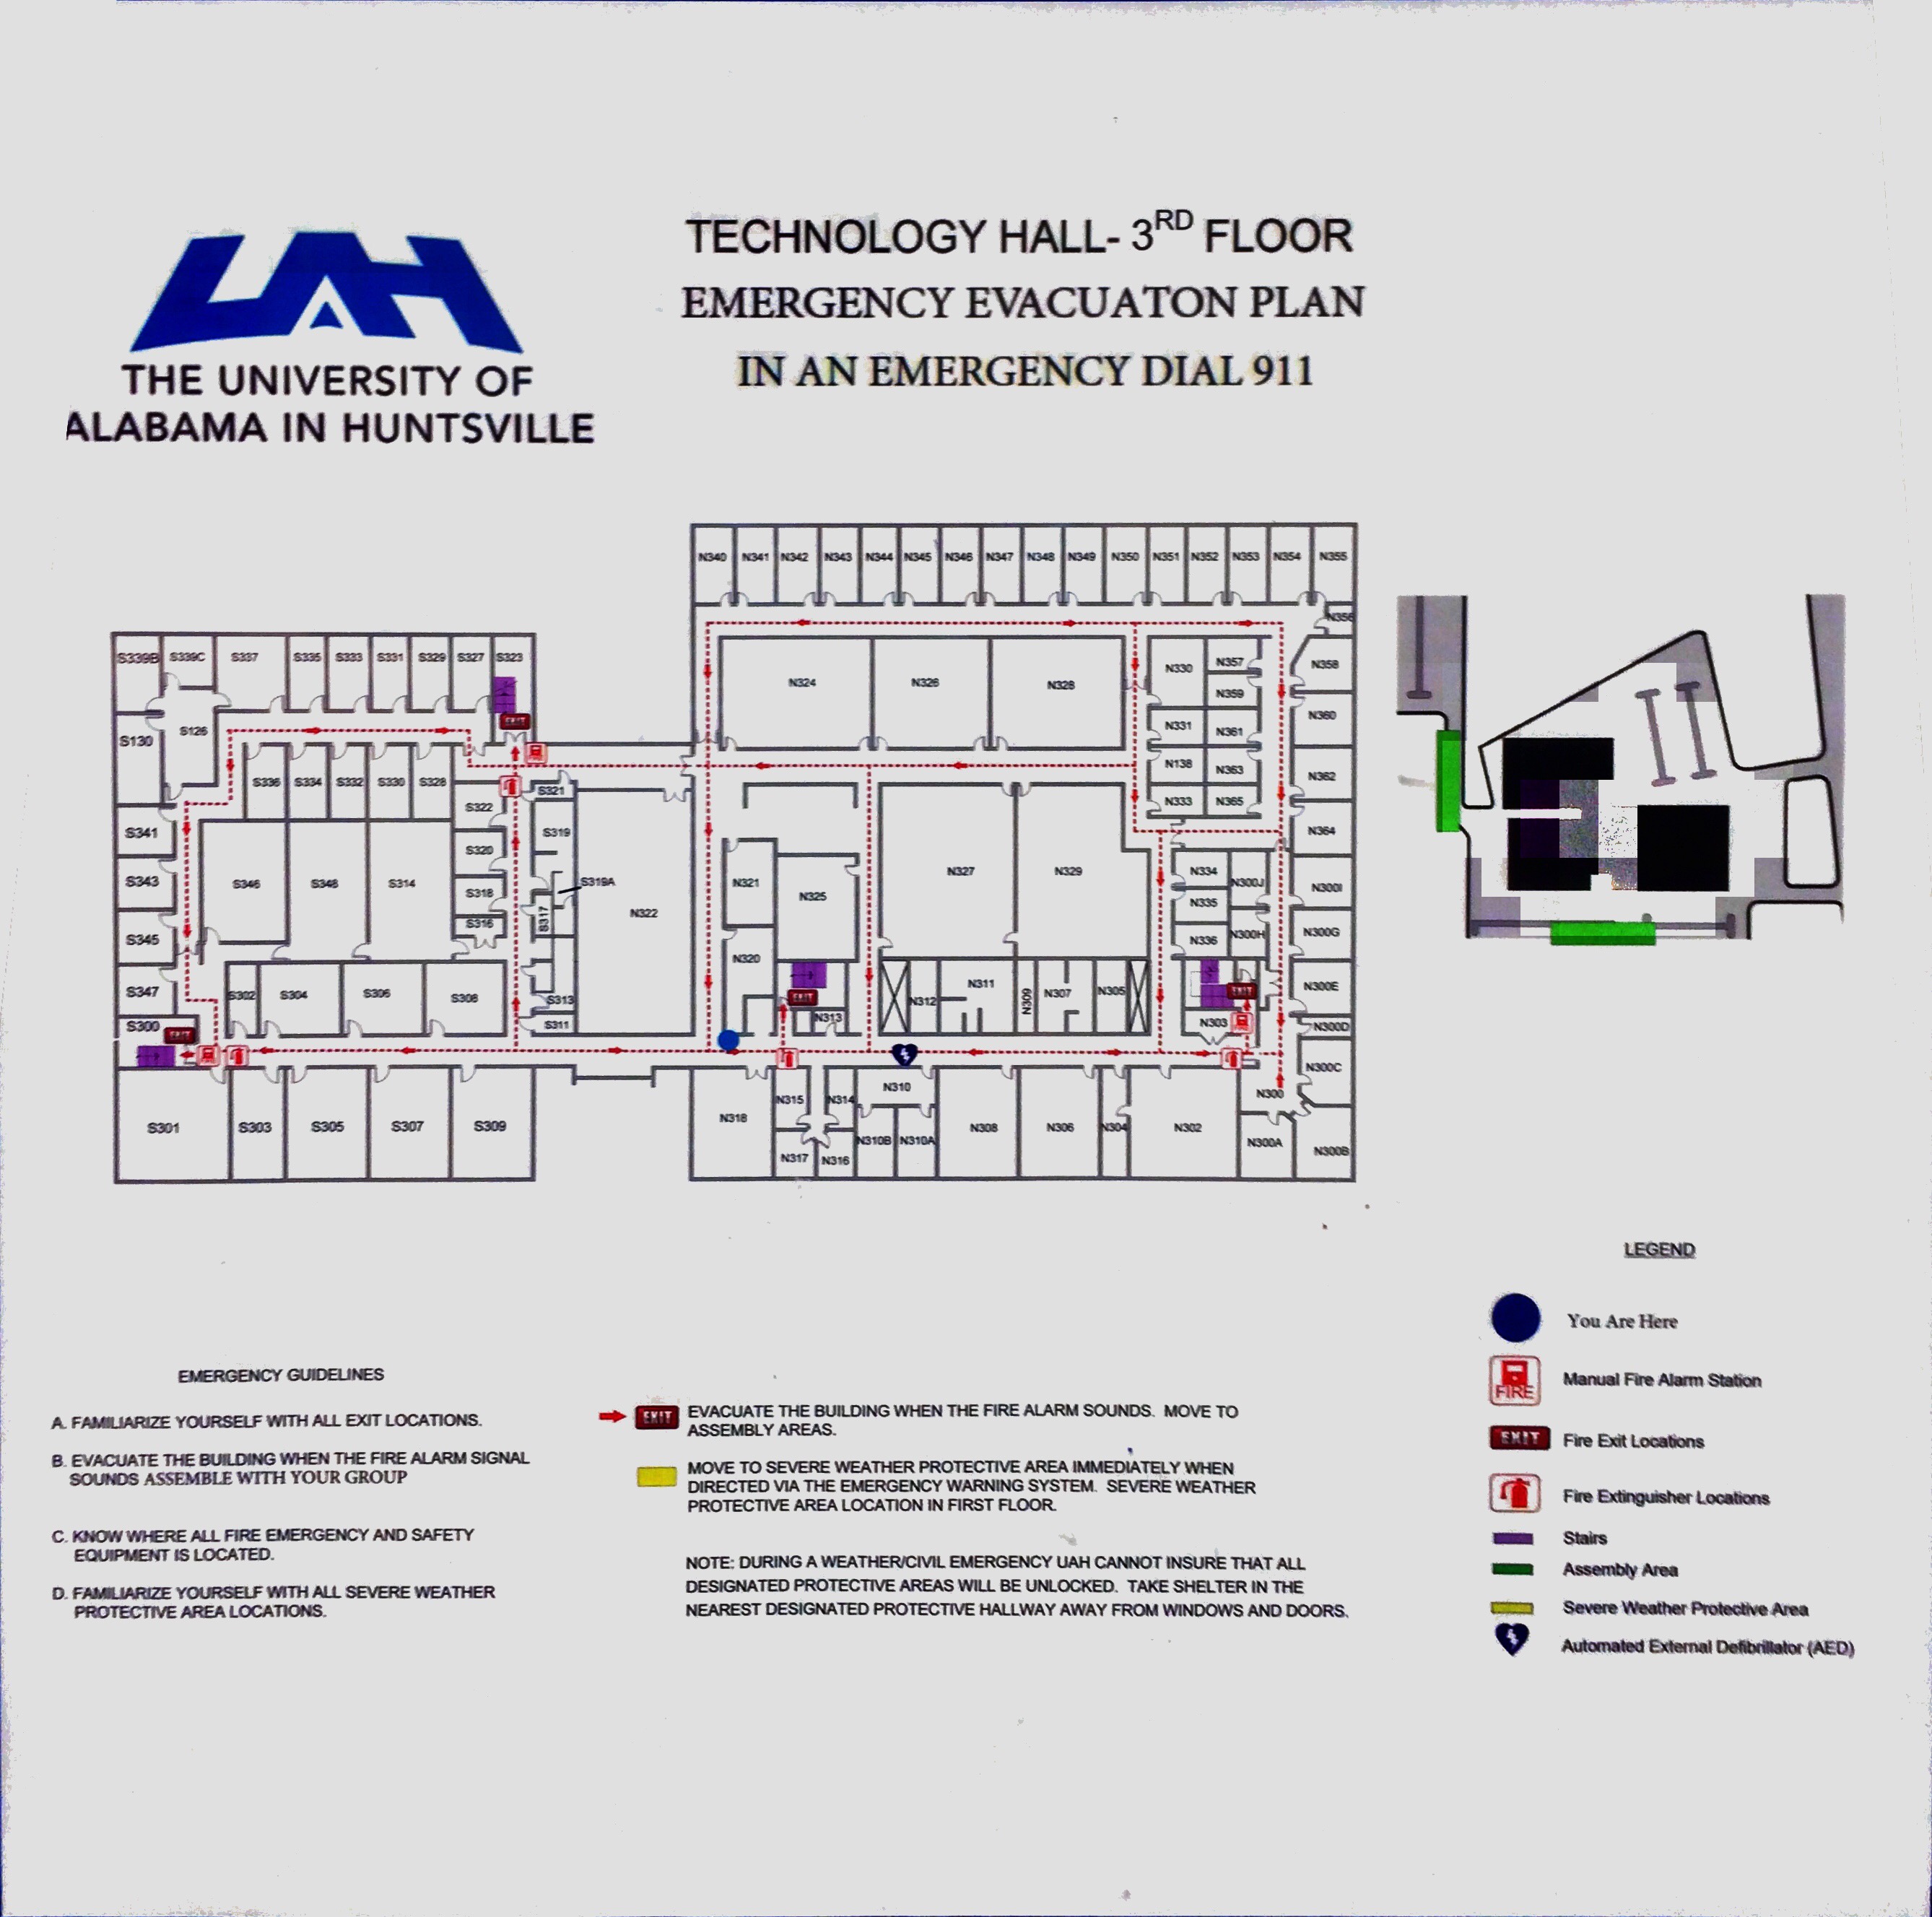 TECHNOLOGY HALL- 3RD FLOOR
EMERGENCY EVACUATON PLAN
IN AN EMERGENCY DIAL 911
UAH
THE UNIVERSITY OF
ALABAMA IN HUNTSVILLE
N340 N341 N342 N343 N344 N345 N346 N347 N348 N349 N350 N351 N352 N353 N354 N355
N356
S339B S339C S337 S335 S333 S331 S329 S327 S323
N324 N326 N328 N330 N357 N358
N359
EXIT
S130 S126 N331 N361 N360
FIRE
S336 S334 S332 S330 S328 S321 N138 N363 N362
S322 N333 N365
S341 S319 N364
S320
S343 S346 S348 S314 S319A N321 N327 N329 N334 N300J N300I
S318 N325 N335
S316 S317 N322
S345 N336 N300H N300G
N320
S347 S302 S304 S306 S308 S313 EXIT N312 N311 N309 N307 N305 EXIT N300E
S300 EXIT S311 N313 N303 FIRE N300D
FIRE
N300C
N318 N315 N314 N310 N300
S301 S303 S305 S307 S309 N308 N306 N304 N302
N317 N316 N310B N310A N300A N300B
LEGEND
You Are Here
FIRE Manual Fire Alarm Station
EXIT Fire Exit Locations
Fire Extinguisher Locations
Stairs
Assembly Area
Severe Weather Protective Area
Automated External Defibrillator (AED)
EMERGENCY GUIDELINES
A. FAMILIARIZE YOURSELF WITH ALL EXIT LOCATIONS.
B. EVACUATE THE BUILDING WHEN THE FIRE ALARM SIGNAL
SOUNDS ASSEMBLE WITH YOUR GROUP
C. KNOW WHERE ALL FIRE EMERGENCY AND SAFETY
EQUIPMENT IS LOCATED.
D. FAMILIARIZE YOURSELF WITH ALL SEVERE WEATHER
PROTECTIVE AREA LOCATIONS.
EXIT EVACUATE THE BUILDING WHEN THE FIRE ALARM SOUNDS. MOVE TO
ASSEMBLY AREAS.
MOVE TO SEVERE WEATHER PROTECTIVE AREA IMMEDIATELY WHEN
DIRECTED VIA THE EMERGENCY WARNING SYSTEM. SEVERE WEATHER
PROTECTIVE AREA LOCATION IN FIRST FLOOR.
NOTE: DURING A WEATHER/CIVIL EMERGENCY UAH CANNOT INSURE THAT ALL
DESIGNATED PROTECTIVE AREAS WILL BE UNLOCKED. TAKE SHELTER IN THE
NEAREST DESIGNATED PROTECTIVE HALLWAY AWAY FROM WINDOWS AND DOORS.